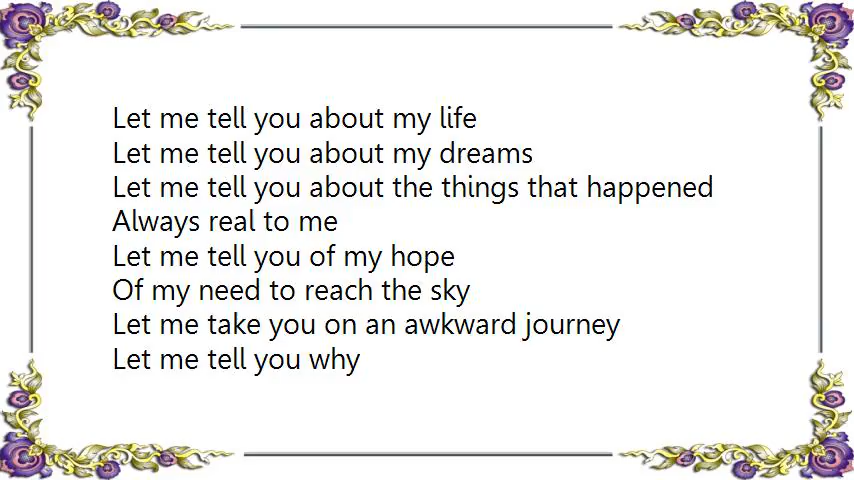 Let me tell you about my life
Let me tell you about my dreams
Let me tell you about the things that happened
Always real to me
Let me tell you of my hope
Of my need to reach the sky
Let me take you on an awkward journey
Let me tell you why